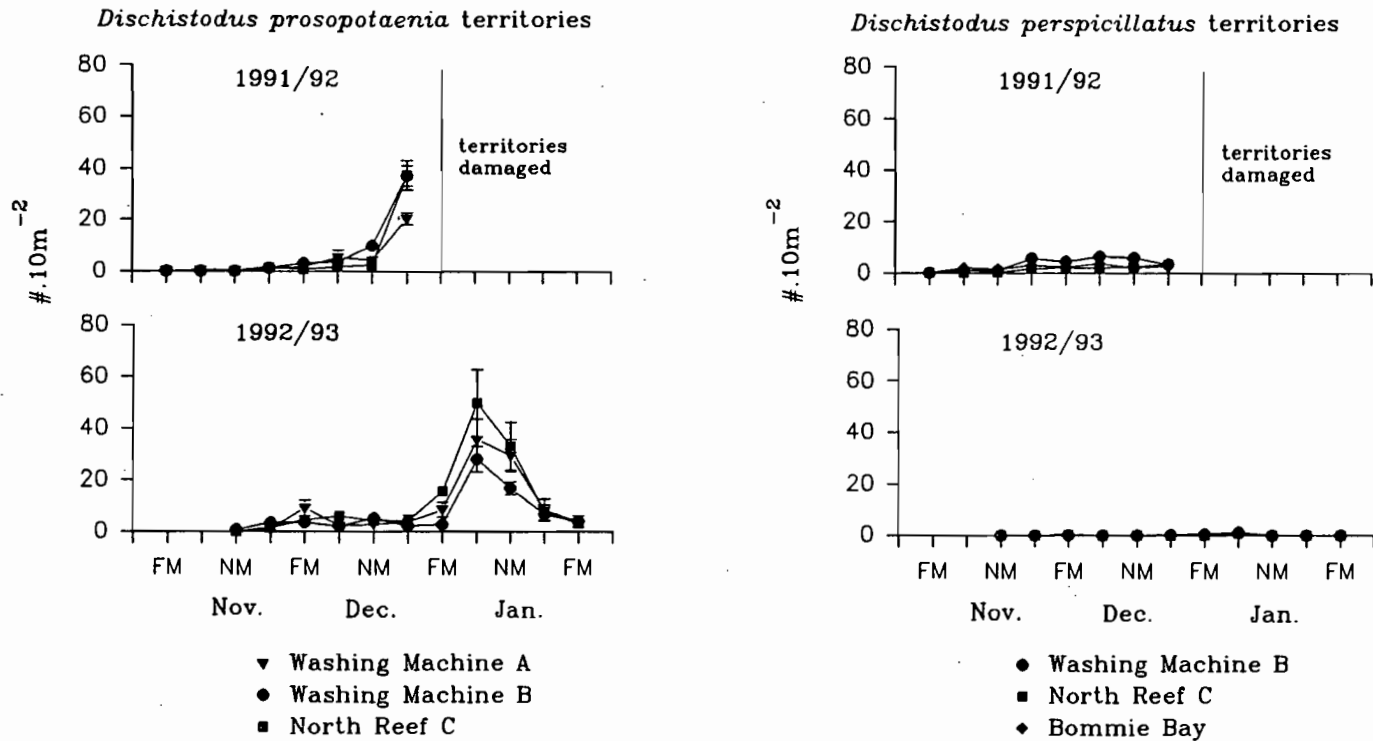 Dischistodus prosopotaenia territories
80
60
40
20
0
1991/92
territories
damaged
#.10m⁻²
80
60
40
20
0
1992/93
FM NM FM NM FM NM FM
Nov. Dec. Jan.
▼ Washing Machine A
● Washing Machine B
■ North Reef C
Dischistodus perspicillatus territories
80
60
40
20
0
1991/92
territories
damaged
#.10m⁻²
80
60
40
20
0
1992/93
FM NM FM NM FM NM FM
Nov. Dec. Jan.
● Washing Machine B
■ North Reef C
◆ Bommie Bay